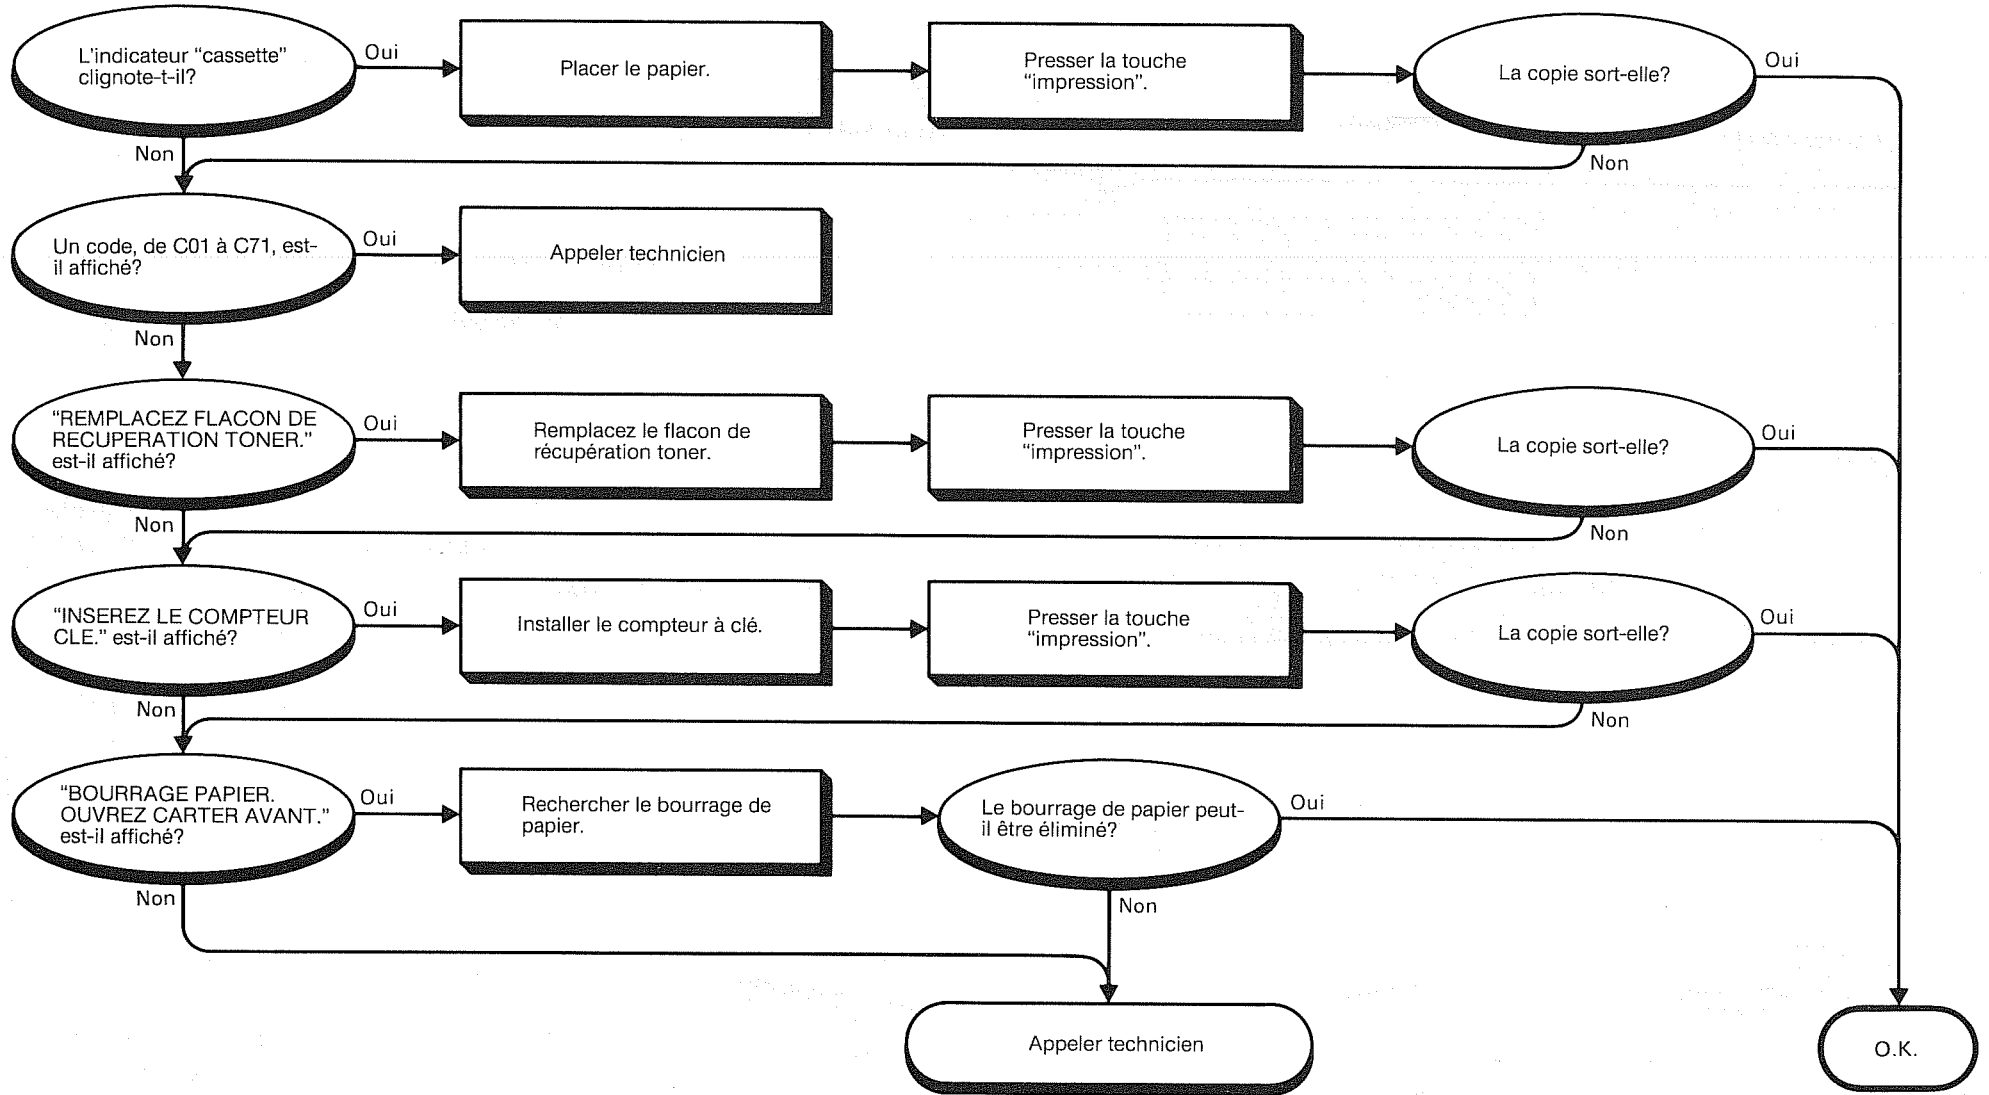 L'indicateur “cassette”
clignote-t-il?
Oui
Placer le papier.
Presser la touche
“impression”.
La copie sort-elle?
Oui
Non
Non
Un code, de C01 à C71, est-
il affiché?
Oui
Appeler technicien
Non
“REMPLACEZ FLACON DE
RECUPERATION TONER.”
est-il affiché?
Oui
Remplacez le flacon de
récupération toner.
Presser la touche
“impression”.
La copie sort-elle?
Oui
Non
Non
“INSEREZ LE COMPTEUR
CLE.” est-il affiché?
Oui
Installer le compteur à clé.
Presser la touche
“impression”.
La copie sort-elle?
Oui
Non
Non
“BOURRAGE PAPIER.
OUVREZ CARTER AVANT.”
est-il affiché?
Oui
Rechercher le bourrage de
papier.
Le bourrage de papier peut-
il être éliminé?
Oui
Non
Non
Appeler technicien
O.K.